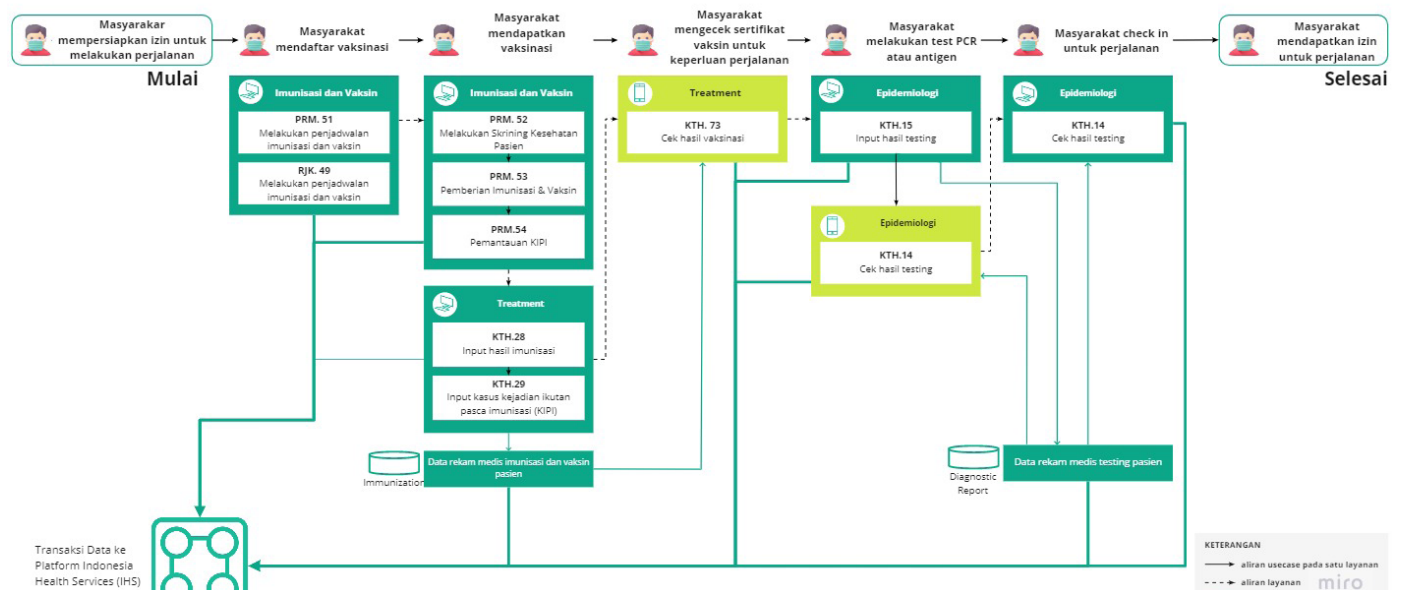 Masyarakar
mempersiapkan izin untuk
melakukan perjalanan
Mulai
Masyarakat
mendaftar vaksinasi
Masyarakat
mendapatkan
vaksinasi
Masyarakat
mengecek sertifikat
vaksin untuk
keperluan perjalanan
Masyarakat
melakukan test PCR
atau antigen
Masyarakat check in
untuk perjalanan
Masyarakat
mendapatkan izin
untuk perjalanan
Selesai
Imunisasi dan Vaksin
PRM. 51
Melakukan penjadwalan
imunisasi dan vaksin
RJK. 49
Melakukan penjadwalan
imunisasi dan vaksin
Imunisasi dan Vaksin
PRM. 52
Melakukan Skrining Kesehatan
Pasien
PRM. 53
Pemberian Imunisasi & Vaksin
PRM.54
Pemantauan KIPI
Treatment
KTH.28
Input hasil imunisasi
KTH.29
Input kasus kejadian ikutan
pasca imunisasi (KIPI)
Immunization
Data rekam medis imunisasi dan vaksin
pasien
Treatment
KTH. 73
Cek hasil vaksinasi
Epidemiologi
KTH.15
Input hasil testing
Epidemiologi
KTH.14
Cek hasil testing
Epidemiologi
KTH.14
Cek hasil testing
Diagnostic
Report
Data rekam medis testing pasien
Transaksi Data ke
Platform Indonesia
Health Services (IHS)
KETERANGAN
aliran usecase pada satu layanan
aliran layanan
miro